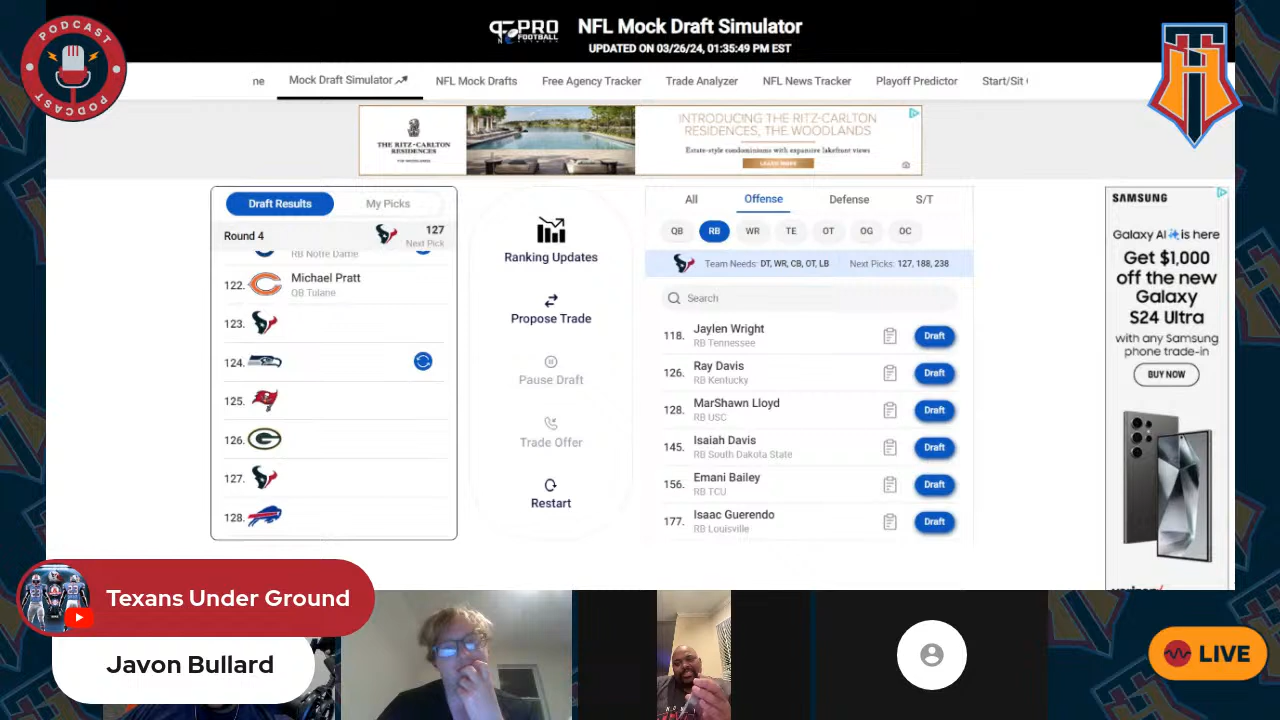 PODCAST
PODCAST
PRO
FOOTBALL
NETWORK
NFL Mock Draft Simulator
UPDATED ON 03/26/24, 01:35:49 PM EST
ne
Mock Draft Simulator
NFL Mock Drafts
Free Agency Tracker
Trade Analyzer
NFL News Tracker
Playoff Predictor
Start/Sit
THE RITZ-CARLTON
RESIDENCES
INTRODUCING THE RITZ-CARLTON
RESIDENCES, THE WOODLANDS
Estate-style condominiums with expansive lakefront views
LEARN MORE
Draft Results
My Picks
Round 4
127
Next Pick
RB Notre Dame
122.
Michael Pratt
QB Tulane
123.
124.
125.
126.
127.
128.
Ranking Updates
Propose Trade
Pause Draft
Trade Offer
Restart
All
Offense
Defense
S/T
QB
RB
WR
TE
OT
OG
OC
Team Needs: DT, WR, CB, OT, LB
Next Picks: 127, 188, 238
Search
118.
Jaylen Wright
RB Tennessee
Draft
126.
Ray Davis
RB Kentucky
Draft
128.
MarShawn Lloyd
RB USC
Draft
145.
Isaiah Davis
RB South Dakota State
Draft
156.
Emani Bailey
RB TCU
Draft
177.
Isaac Guerendo
RB Louisville
Draft
SAMSUNG
Galaxy AI is here
Get $1,000
off the new
Galaxy
S24 Ultra
with any Samsung
phone trade-in
BUY NOW
Texans Under Ground
Javon Bullard
LIVE